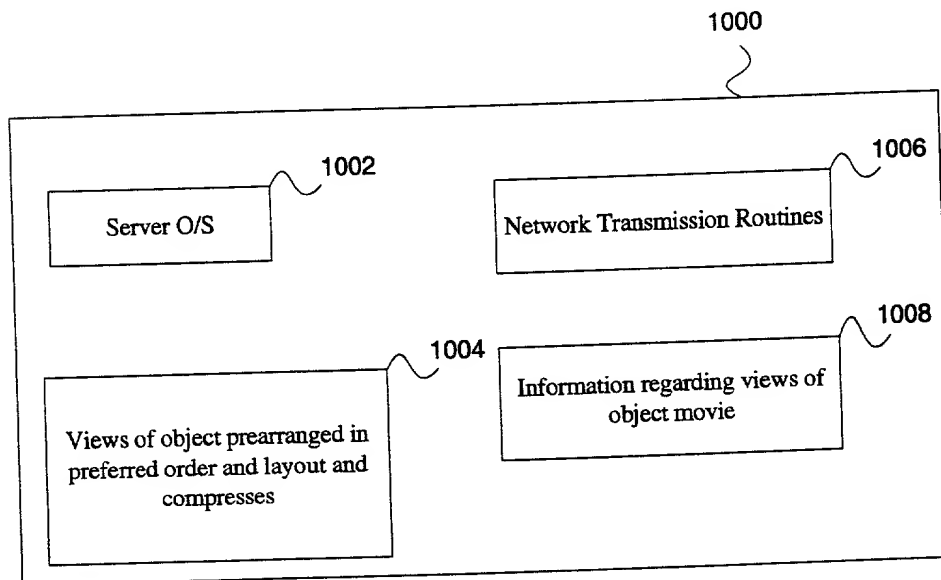 1000
1002
Server O/S
1006
Network Transmission Routines
1004
Views of object prearranged in
preferred order and layout and
compresses
1008
Information regarding views of
object movie